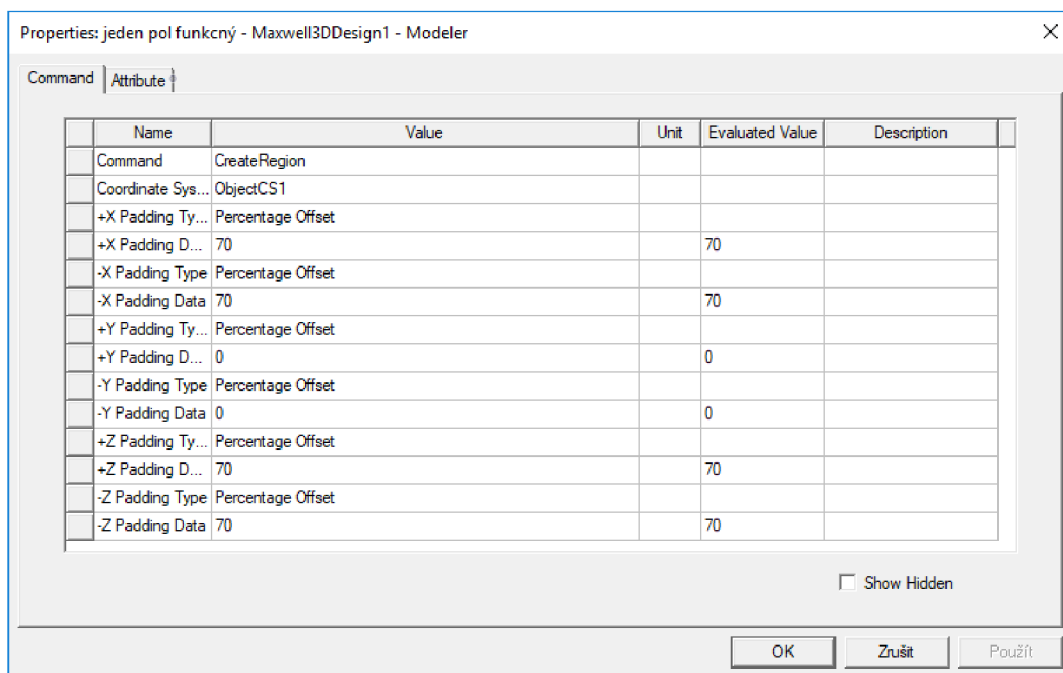 Properties: jeden pol funkcný - Maxwell3DDesign1 - Modeler
Command Attribute
Name Value Unit Evaluated Value Description
Command CreateRegion
Coordinate Sys... ObjectCS1
+X Padding Ty... Percentage Offset
+X Padding D... 70 70
-X Padding Type Percentage Offset
-X Padding Data 70 70
+Y Padding Ty... Percentage Offset
+Y Padding D... 0 0
-Y Padding Type Percentage Offset
-Y Padding Data 0 0
+Z Padding Ty... Percentage Offset
+Z Padding D... 70 70
-Z Padding Type Percentage Offset
-Z Padding Data 70 70
Show Hidden
OK Zrušit Použít